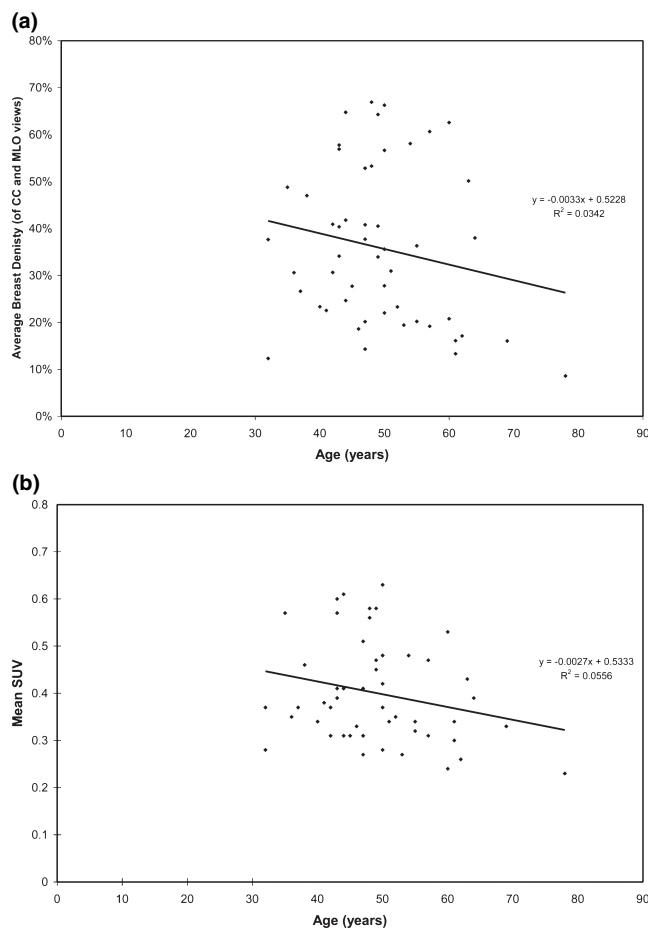 (a)
80%
70%
60%
50%
40%
30%
20%
10%
0%
Average Breast Denisty (of CC and MLO views)
y = -0.0033x + 0.5228
R² = 0.0342
0 10 20 30 40 50 60 70 80 90
Age (years)
(b)
0.8
0.7
0.6
0.5
0.4
0.3
0.2
0.1
0
Mean SUV
y = -0.0027x + 0.5333
R² = 0.0556
0 10 20 30 40 50 60 70 80 90
Age (years)